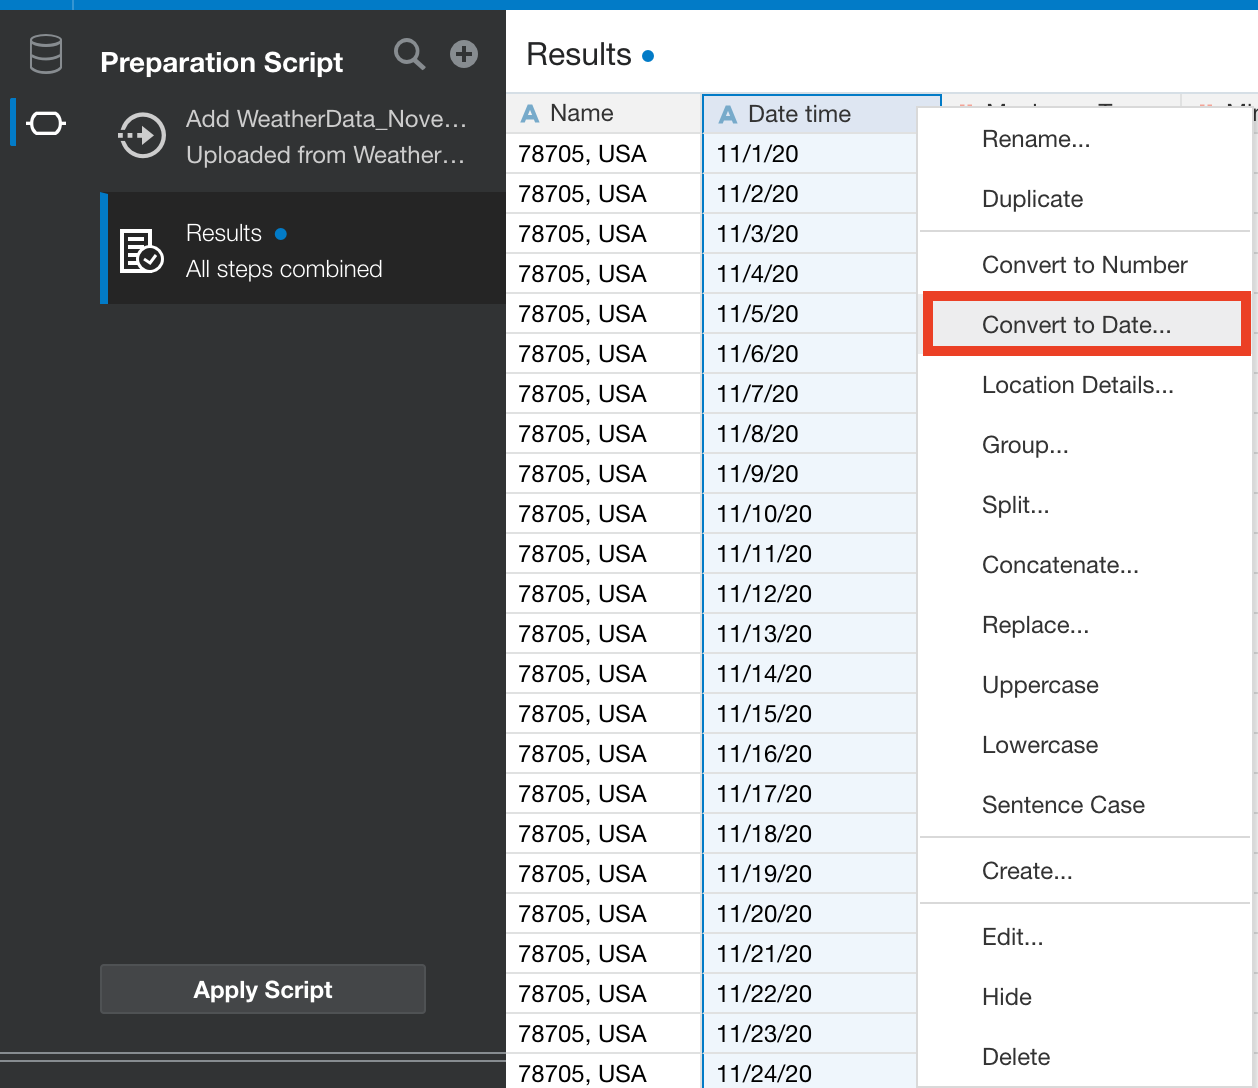 Preparation Script
Add WeatherData_Nove...
Uploaded from Weather...
Results
All steps combined
Apply Script
Results
A Name
A Date time
78705, USA 11/1/20
78705, USA 11/2/20
78705, USA 11/3/20
78705, USA 11/4/20
78705, USA 11/5/20
78705, USA 11/6/20
78705, USA 11/7/20
78705, USA 11/8/20
78705, USA 11/9/20
78705, USA 11/10/20
78705, USA 11/11/20
78705, USA 11/12/20
78705, USA 11/13/20
78705, USA 11/14/20
78705, USA 11/15/20
78705, USA 11/16/20
78705, USA 11/17/20
78705, USA 11/18/20
78705, USA 11/19/20
78705, USA 11/20/20
78705, USA 11/21/20
78705, USA 11/22/20
78705, USA 11/23/20
78705, USA 11/24/20
Rename...
Duplicate
Convert to Number
Convert to Date...
Location Details...
Group...
Split...
Concatenate...
Replace...
Uppercase
Lowercase
Sentence Case
Create...
Edit...
Hide
Delete